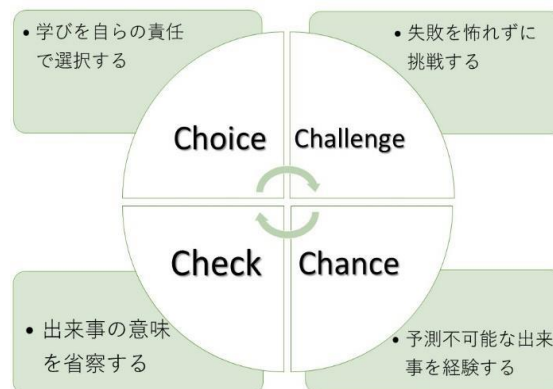 • 学びを自らの責任
で選択する
• 失敗を怖れずに
挑戦する
Choice
Challenge
Check
Chance
• 出来事の意味
を省察する
• 予測不可能な出来
事を経験する